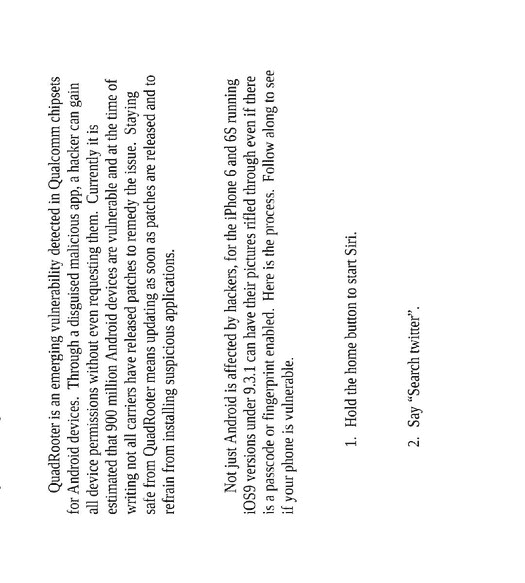 QuadRooter is an emerging vulnerability detected in Qualcomm chipsets
for Android devices. Through a disguised malicious app, a hacker can gain
all device permissions without even requesting them. Currently it is
estimated that 900 million Android devices are vulnerable and at the time of
writing not all carriers have released patches to remedy the issue. Staying
safe from QuadRooter means updating as soon as patches are released and to
refrain from installing suspicious applications.
Not just Android is affected by hackers, for the iPhone 6 and 6S running
iOS9 versions under 9.3.1 can have their pictures rifled through even if there
is a passcode or fingerprint enabled. Here is the process. Follow along to see
if your phone is vulnerable.
1. Hold the home button to start Siri.
2. Say “Search twitter”.